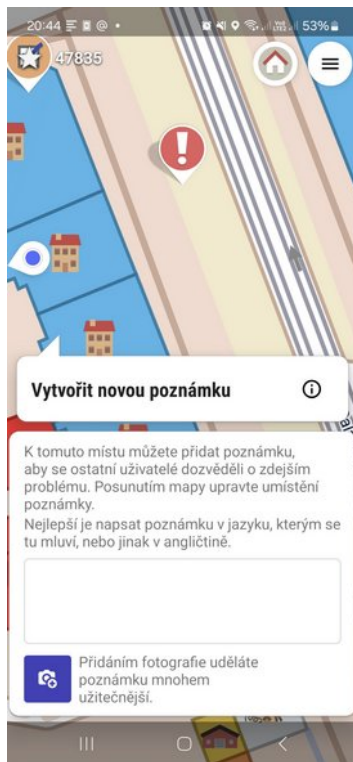 20:44
53%
47835
Vytvořit novou poznámku
K tomuto místu můžete přidat poznámku,
aby se ostatní uživatelé dozvěděli o zdejším
problému. Posunutím mapy upravte umístění
poznámky.
Nejlepší je napsat poznámku v jazyku, kterým se
tu mluví, nebo jinak v angličtině.
Přidáním fotografie uděláte
poznámku mnohem
užitečnější.